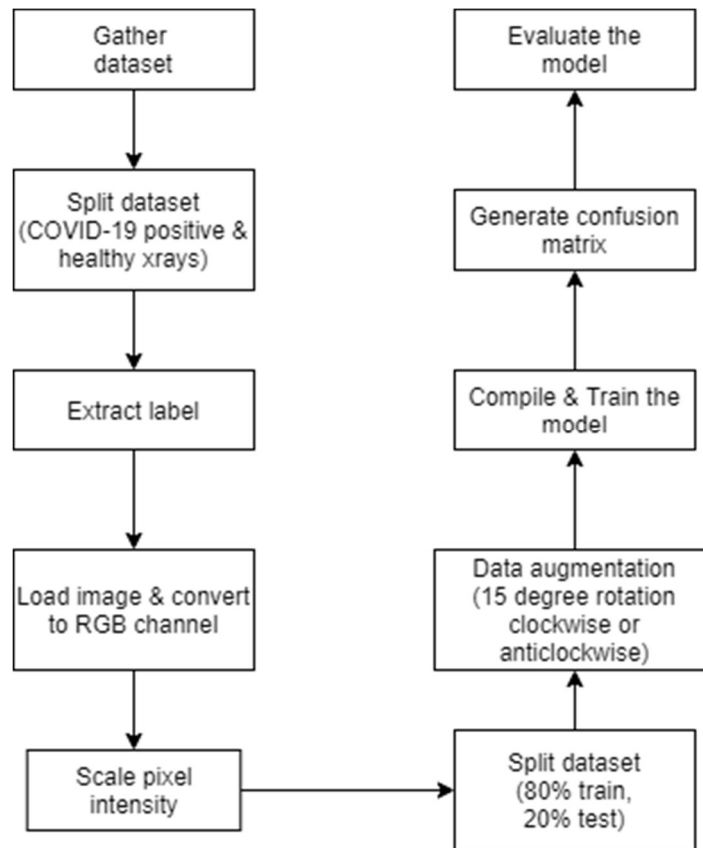 Gather
dataset
Split dataset
(COVID-19 positive &
healthy xrays)
Extract label
Load image & convert
to RGB channel
Scale pixel
intensity
Split dataset
(80% train,
20% test)
Data augmentation
(15 degree rotation
clockwise or
anticlockwise)
Compile & Train the
model
Generate confusion
matrix
Evaluate the
model